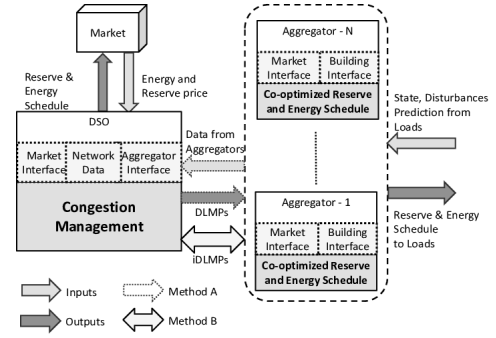 Market
Aggregator - N
Market Interface
Building Interface
Co-optimized Reserve and Energy Schedule
Reserve & Energy Schedule
Energy and Reserve price
DSO
Market Interface
Network Data
Aggregator Interface
Congestion Management
Data from Aggregators
DLMPs
iDLMPs
State, Disturbances Prediction from Loads
Aggregator - 1
Market Interface
Building Interface
Co-optimized Reserve and Energy Schedule
Reserve & Energy Schedule to Loads
Inputs
Method A
Outputs
Method B